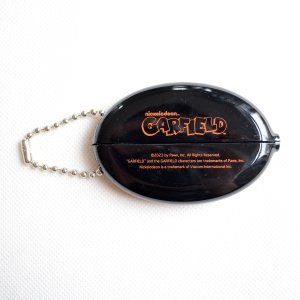 nickelodeon
GARFIELD
©2023 by Paws, Inc. All Rights Reserved.
"GARFIELD" and the GARFIELD characters are trademarks of Paws, Inc.
Nickelodeon is a trademark of Viacom International Inc.